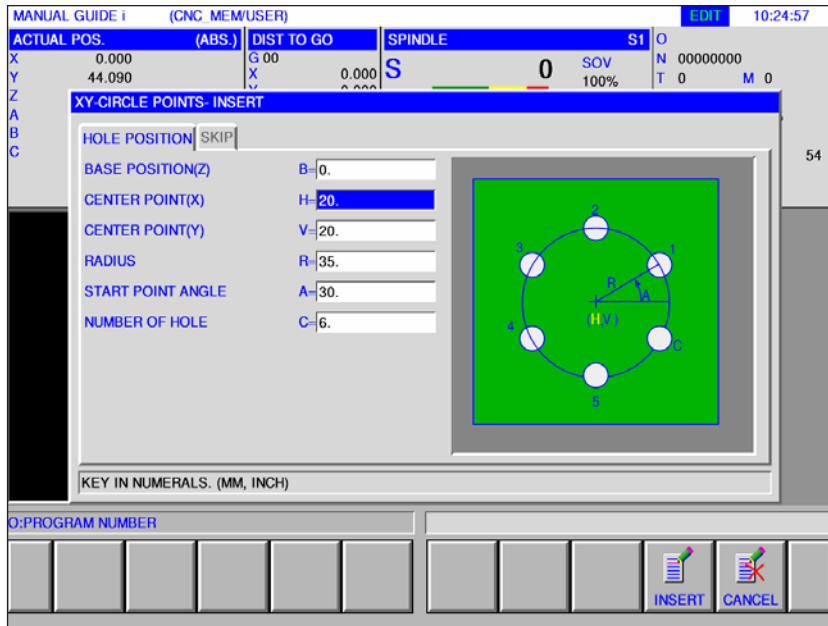 MANUAL GUIDE i (CNC_MEM/USER) EDIT 10:24:57
ACTUAL POS. (ABS.) DIST TO GO SPINDLE S1 O
X 0.000 G 00 S 0 SOV N 00000000
Y 44.090 X 0.000 100% T 0 M 0
Z
A
B
C 54
XY-CIRCLE POINTS- INSERT
HOLE POSITION SKIP
BASE POSITION(Z) B= 0.
CENTER POINT(X) H= 20.
CENTER POINT(Y) V= 20.
RADIUS R= 35.
START POINT ANGLE A= 30.
NUMBER OF HOLE C= 6.
2
3 1
R
A
(H,V)
4 C
5
KEY IN NUMERALS. (MM, INCH)
O:PROGRAM NUMBER
INSERT CANCEL